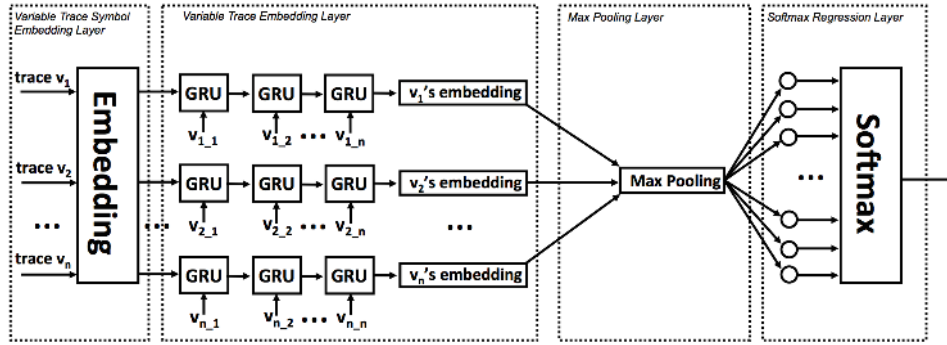 Variable Trace Symbol
Embedding Layer
Variable Trace Embedding Layer
Max Pooling Layer
Softmax Regression Layer
trace v1
trace v2
...
trace vn
Embedding
...
GRU GRU GRU
v1_1 v1_2 ... v1_n
v1's embedding
GRU GRU GRU
v2_1 v2_2 ... v2_n
v2's embedding
...
GRU GRU GRU
vn_1 vn_2 ... vn_n
vn's embedding
Max Pooling
...
Softmax